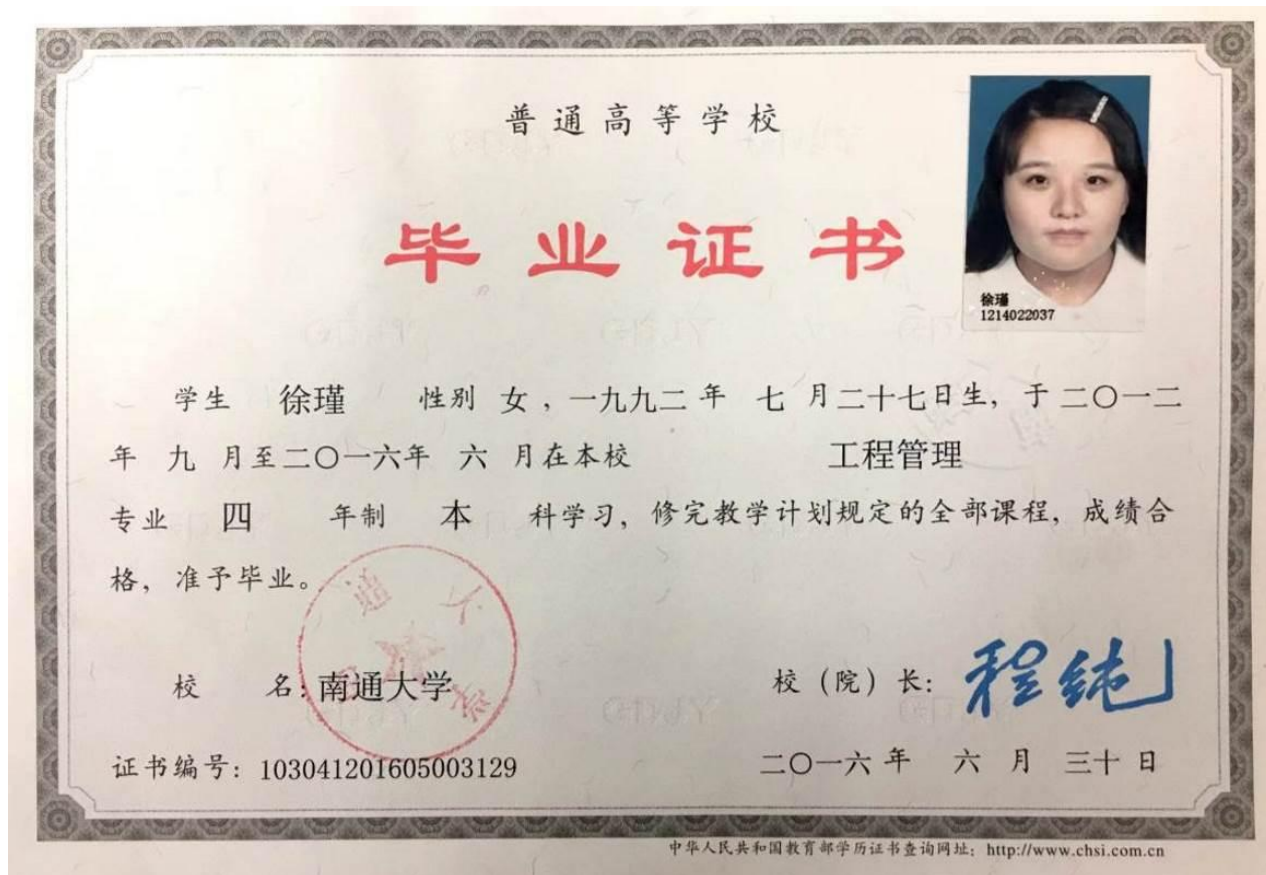 普通高等学校
毕业证书
徐瑾
1214022037
学生 徐瑾 性别 女，一九九二年 七 月二十七日生，于二〇一二
年 九 月至二〇一六年 六 月在本校 工程管理
专业 四 年制 本 科学习，修完教学计划规定的全部课程，成绩合
格，准予毕业。
校 名：南通大学
校（院）长：程纯
证书编号：103041201605003129
二〇一六年 六 月 三十 日
中华人民共和国教育部学历证书查询网址：http://www.chsi.com.cn